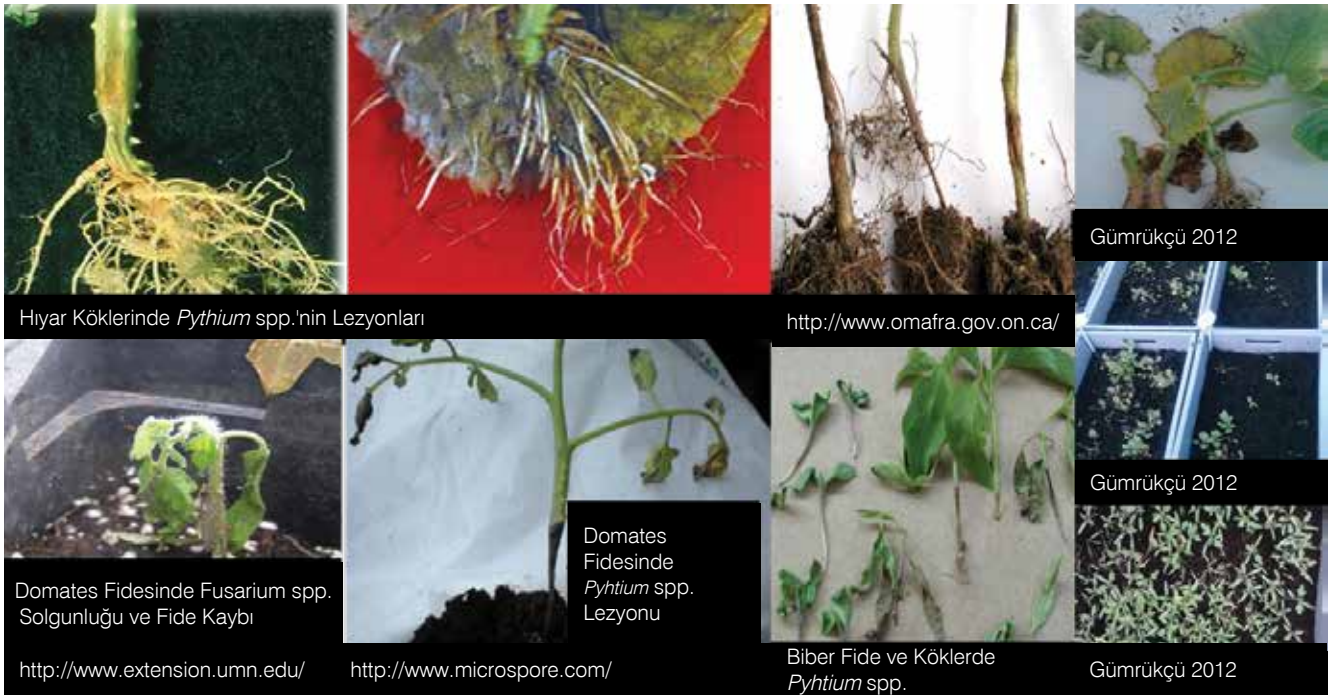 Hıyar Köklerinde Pythium spp.'nin Lezyonları
http://www.omafra.gov.on.ca/
Gümrükçü 2012
Gümrükçü 2012
Domates Fidesinde Fusarium spp.
Solgunluğu ve Fide Kaybı
http://www.extension.umn.edu/
Domates
Fidesinde
Pyhtium spp.
Lezyonu
http://www.microspore.com/
Biber Fide ve Köklerde
Pyhtium spp.
Gümrükçü 2012